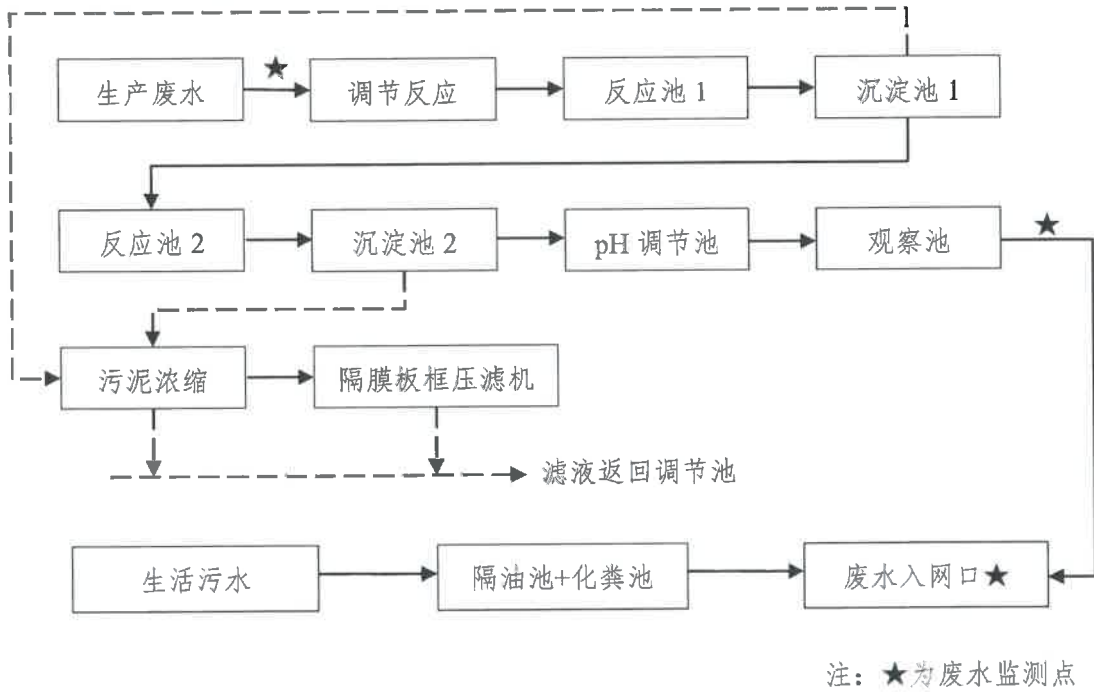 生产废水
★
调节反应
反应池 1
沉淀池 1
反应池 2
沉淀池 2
pH 调节池
观察池
★
污泥浓缩
隔膜板框压滤机
滤液返回调节池
生活污水
隔油池+化粪池
废水入网口★
注：★为废水监测点